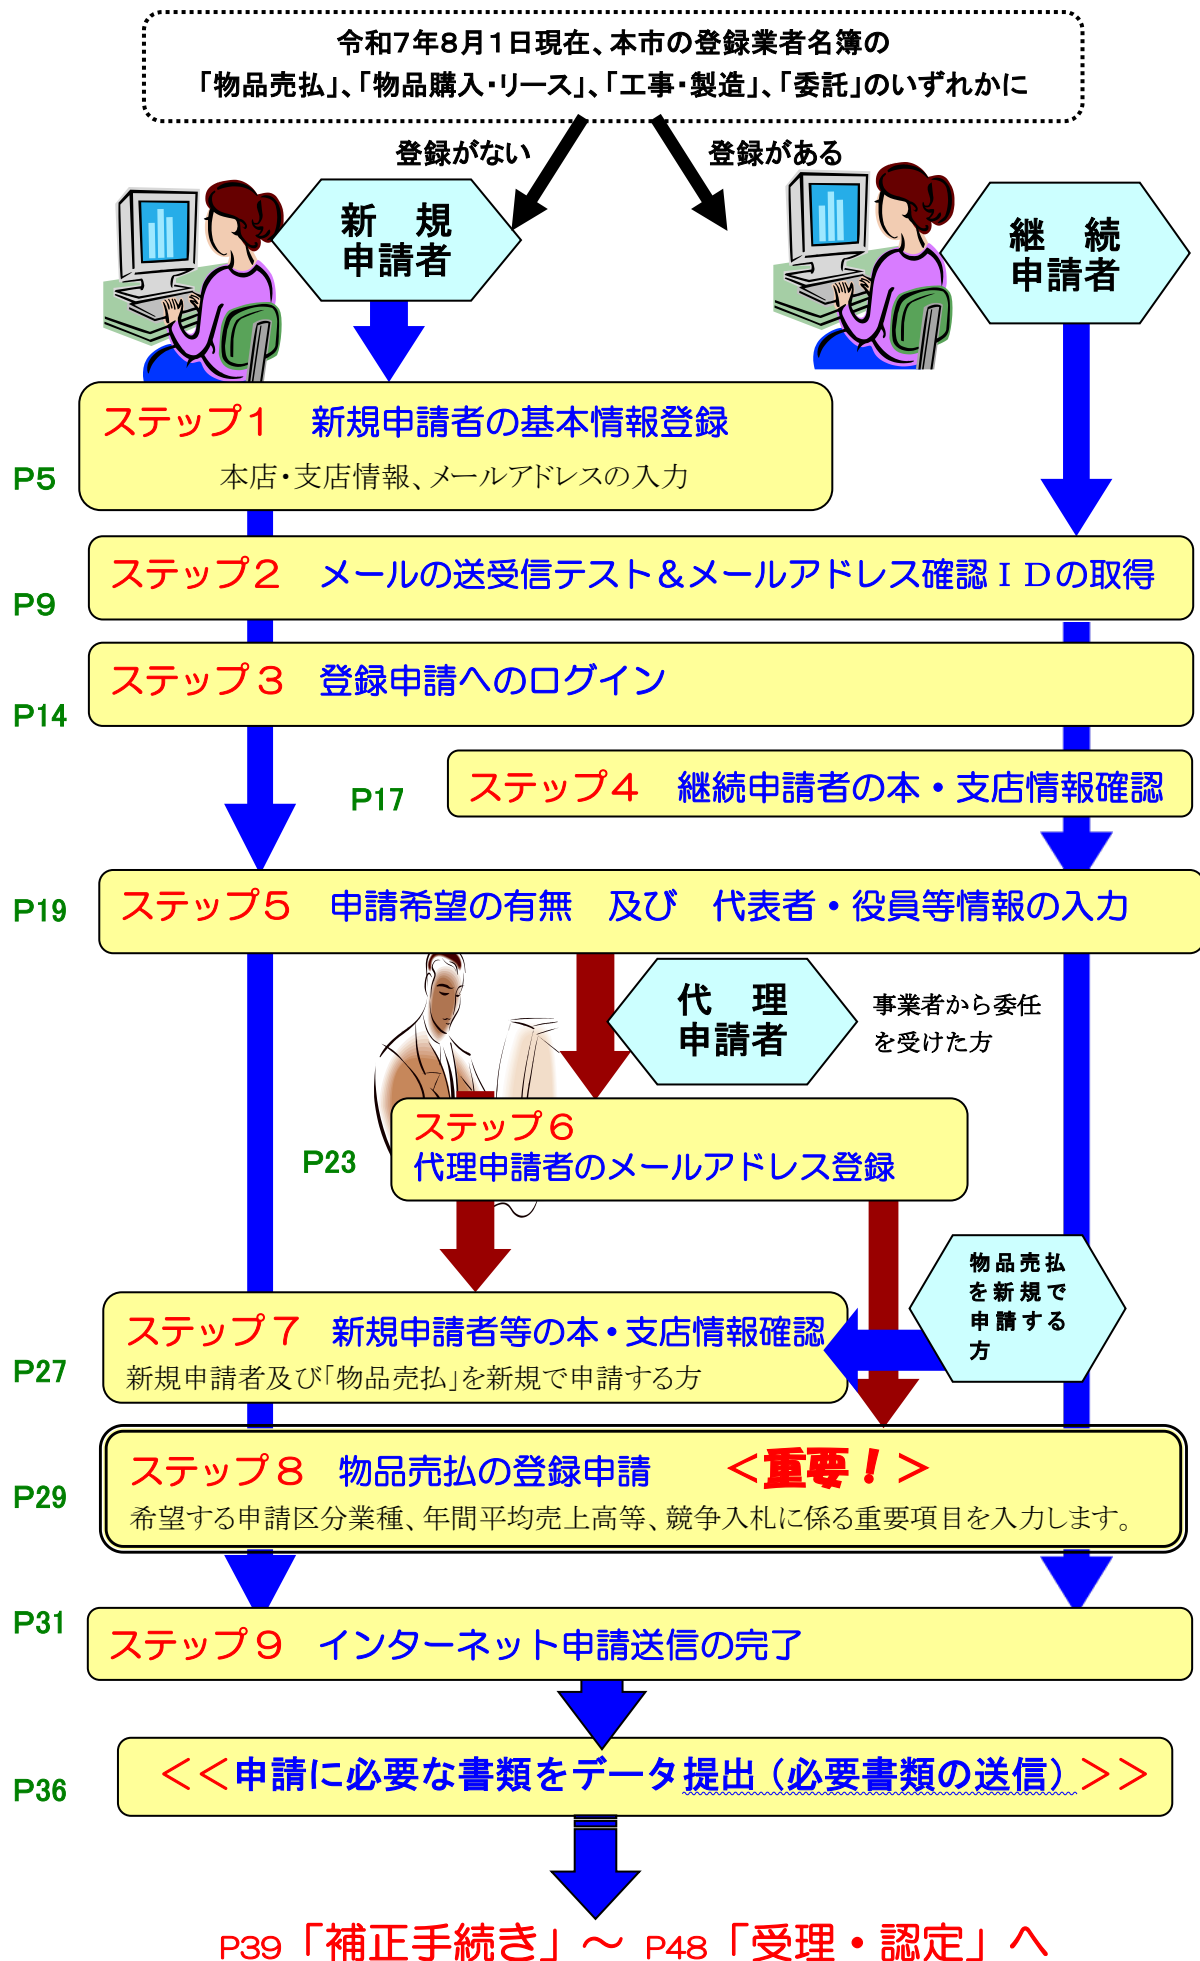 令和7年8月1日現在、本市の登録業者名簿の
「物品売払」、「物品購入・リース」、「工事・製造」、「委託」のいずれかに
登録がない
登録がある
新　規
申請者
継　続
申請者
ステップ１　新規申請者の基本情報登録
本店・支店情報、メールアドレスの入力
P5
ステップ２　メールの送受信テスト＆メールアドレス確認ＩＤの取得
P9
ステップ３　登録申請へのログイン
P14
ステップ４　継続申請者の本・支店情報確認
P17
ステップ５　申請希望の有無　及び　代表者・役員等情報の入力
P19
代　理
申請者
事業者から委任
を受けた方
ステップ６
代理申請者のメールアドレス登録
P23
物品売払
を新規で
申請する
方
ステップ７　新規申請者等の本・支店情報確認
新規申請者及び「物品売払」を新規で申請する方
P27
ステップ８　物品売払の登録申請　＜重要！＞
希望する申請区分業種、年間平均売上高等、競争入札に係る重要項目を入力します。
P29
P31
ステップ９　インターネット申請送信の完了
＜＜申請に必要な書類をデータ提出（必要書類の送信）＞＞
P36
P39「補正手続き」～ P48「受理・認定」へ